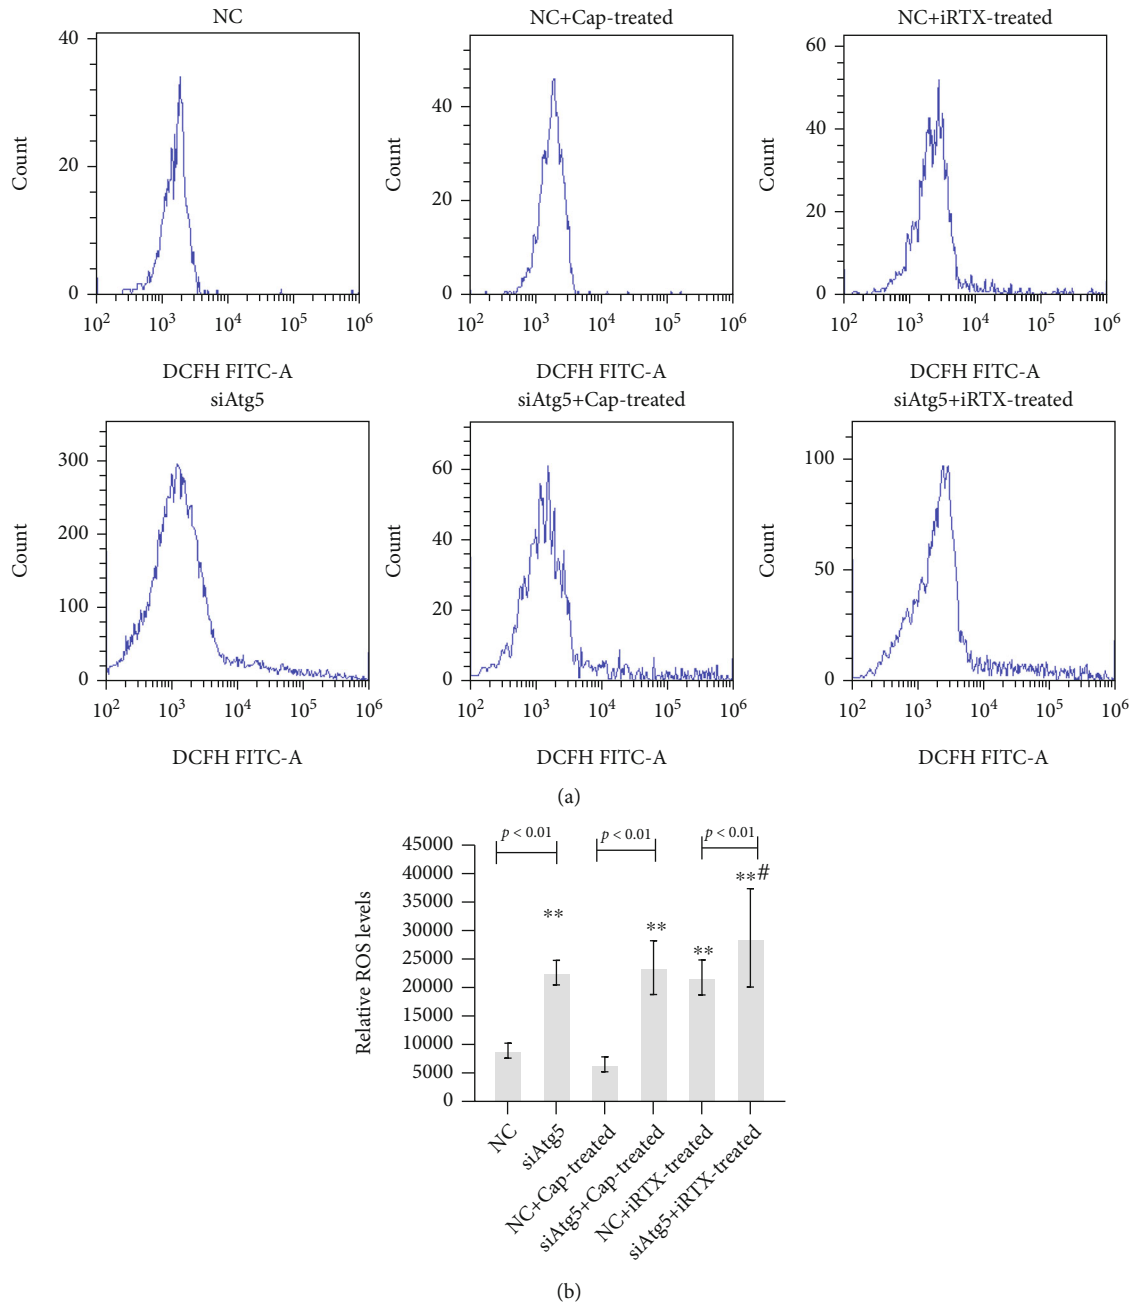 NC
NC+Cap-treated
NC+iRTX-treated
40
20
0
Count
10² 10³ 10⁴ 10⁵ 10⁶
DCFH FITC-A
40
20
0
Count
10² 10³ 10⁴ 10⁵ 10⁶
DCFH FITC-A
60
40
20
0
Count
10² 10³ 10⁴ 10⁵ 10⁶
DCFH FITC-A
siAtg5
siAtg5+Cap-treated
siAtg5+iRTX-treated
300
200
100
0
Count
10² 10³ 10⁴ 10⁵ 10⁶
DCFH FITC-A
60
40
20
0
Count
10² 10³ 10⁴ 10⁵ 10⁶
DCFH FITC-A
100
50
0
Count
10² 10³ 10⁴ 10⁵ 10⁶
DCFH FITC-A
(a)
p < 0.01
p < 0.01
p < 0.01
45000
40000
35000
30000
25000
20000
15000
10000
5000
0
Relative ROS levels
**
**
**
**#
NC
siAtg5
NC+Cap-treated
siAtg5+Cap-treated
NC+iRTX-treated
siAtg5+iRTX-treated
(b)